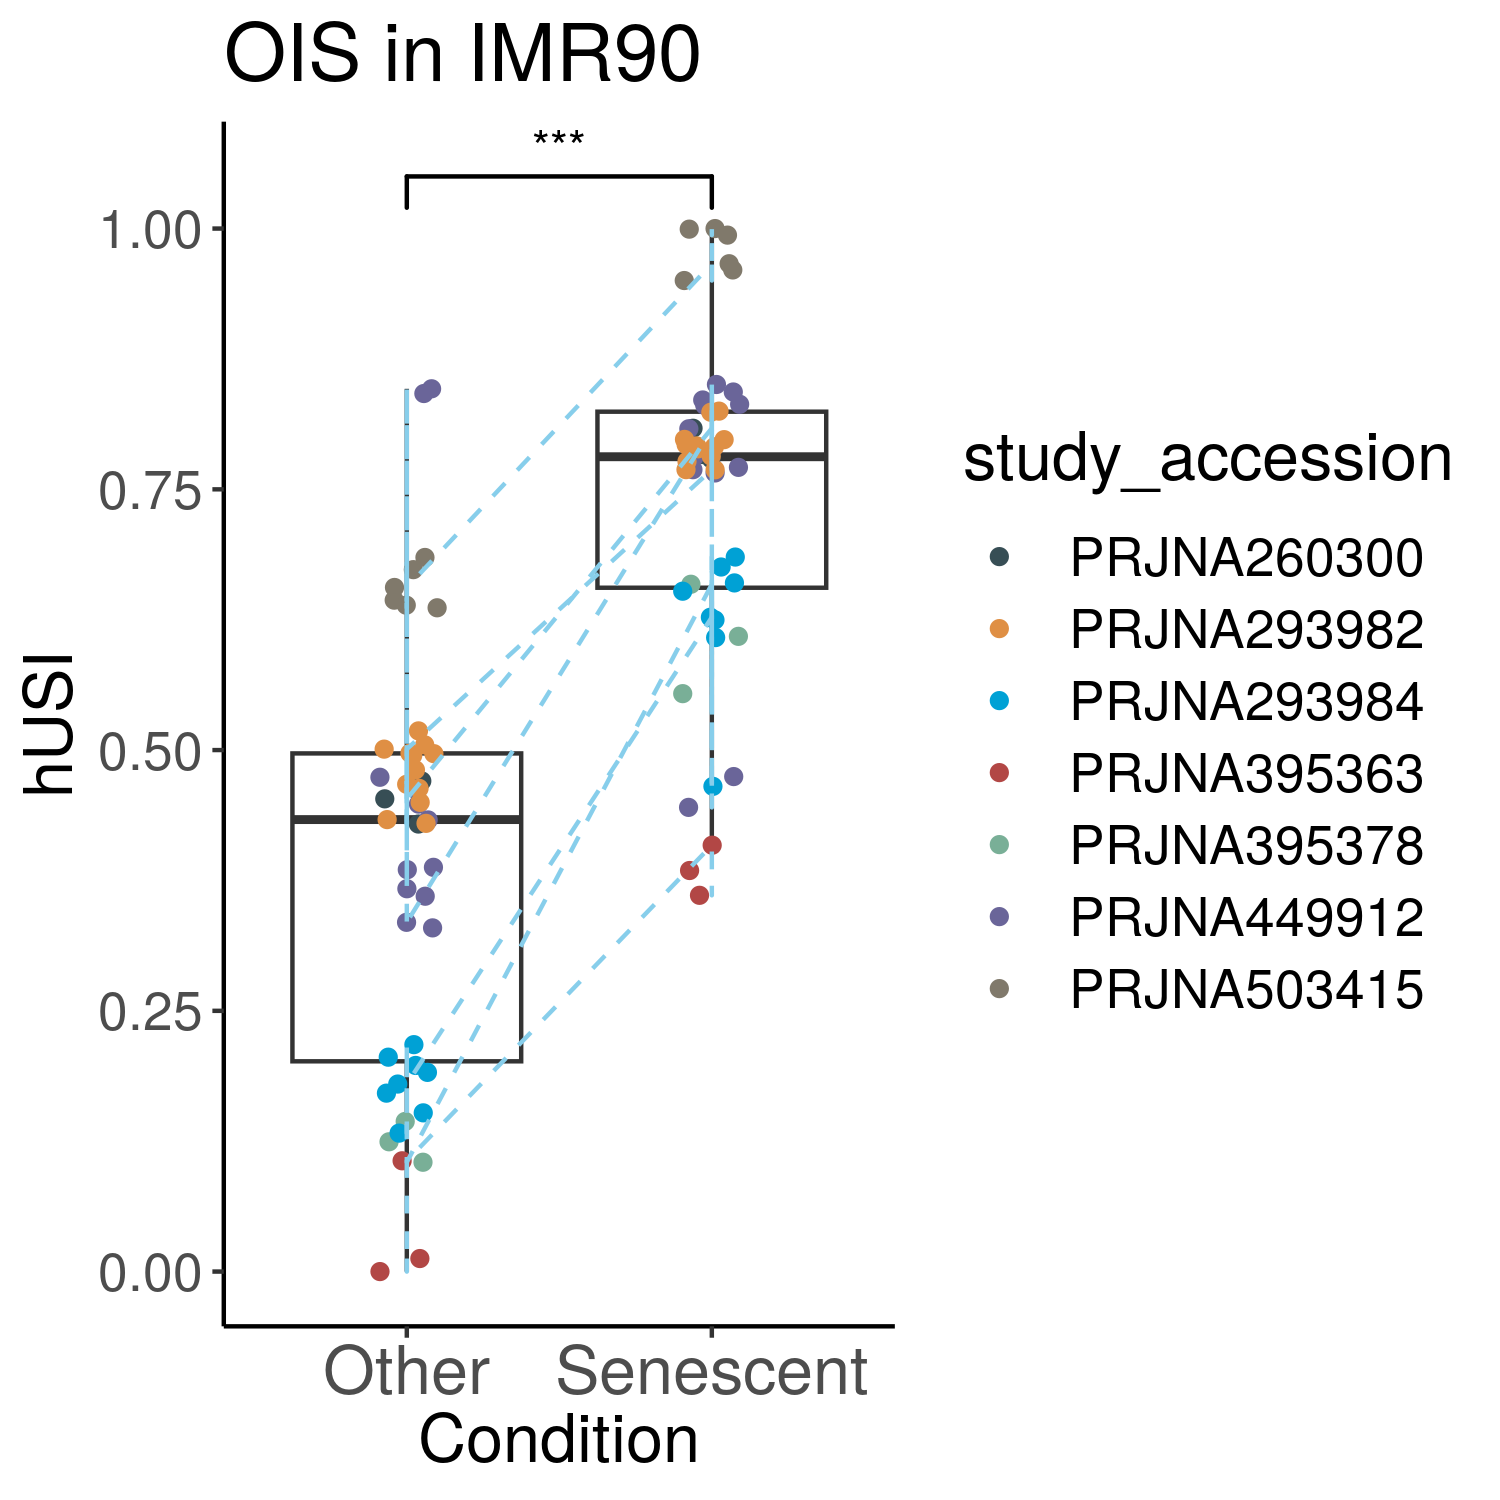 OIS in IMR90
***
1.00
0.75
0.50
0.25
0.00
hUSI
Other Senescent
Condition
study_accession
PRJNA260300
PRJNA293982
PRJNA293984
PRJNA395363
PRJNA395378
PRJNA449912
PRJNA503415